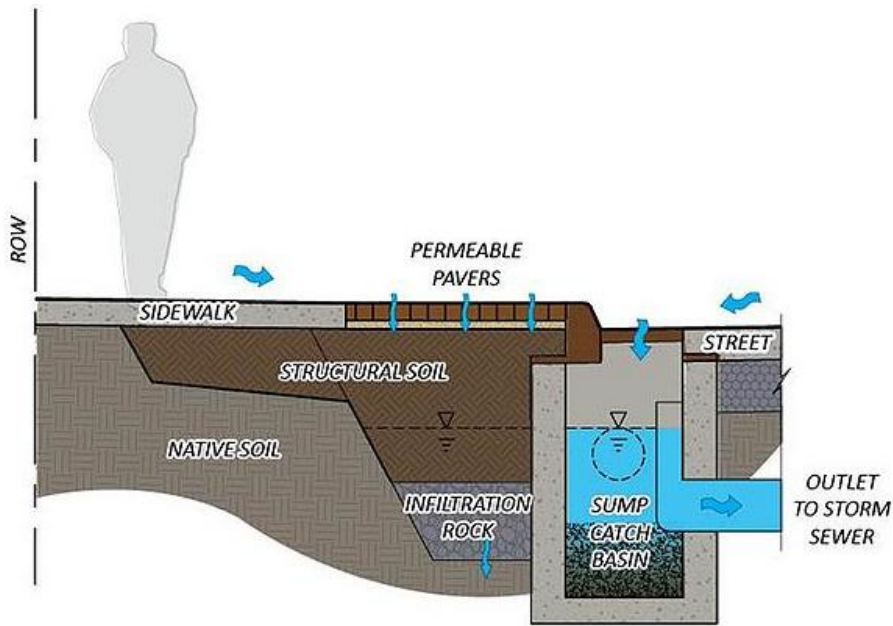 ROW
PERMEABLE
PAVERS
SIDEWALK
STREET
STRUCTURAL SOIL
NATIVE SOIL
INFILTRATION
ROCK
SUMP
CATCH
BASIN
OUTLET
TO STORM
SEWER